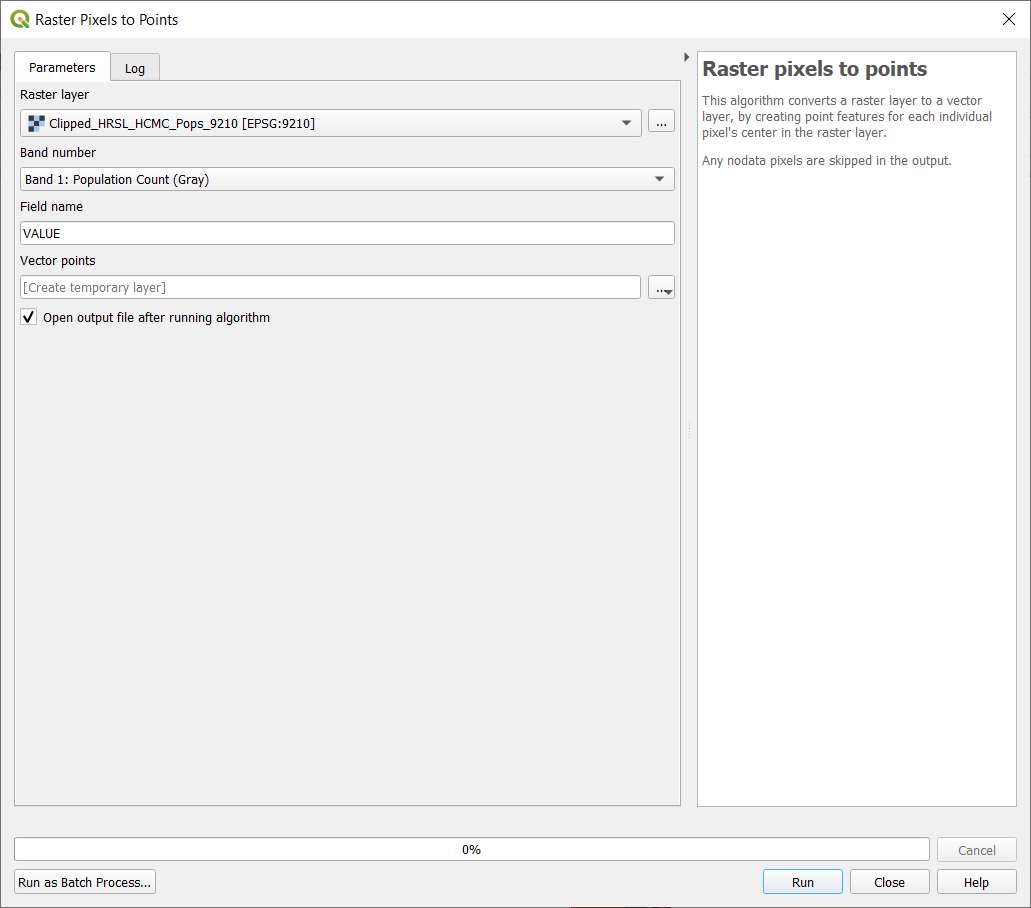 Raster Pixels to Points
Parameters
Log
Raster layer
Clipped_HRSL_HCMC_Pops_9210 [EPSG:9210]
...
Band number
Band 1: Population Count (Gray)
Field name
VALUE
Vector points
[Create temporary layer]
...
Open output file after running algorithm
Raster pixels to points
This algorithm converts a raster layer to a vector
layer, by creating point features for each individual
pixel's center in the raster layer.
Any nodata pixels are skipped in the output.
0%
Cancel
Run as Batch Process...
Run
Close
Help